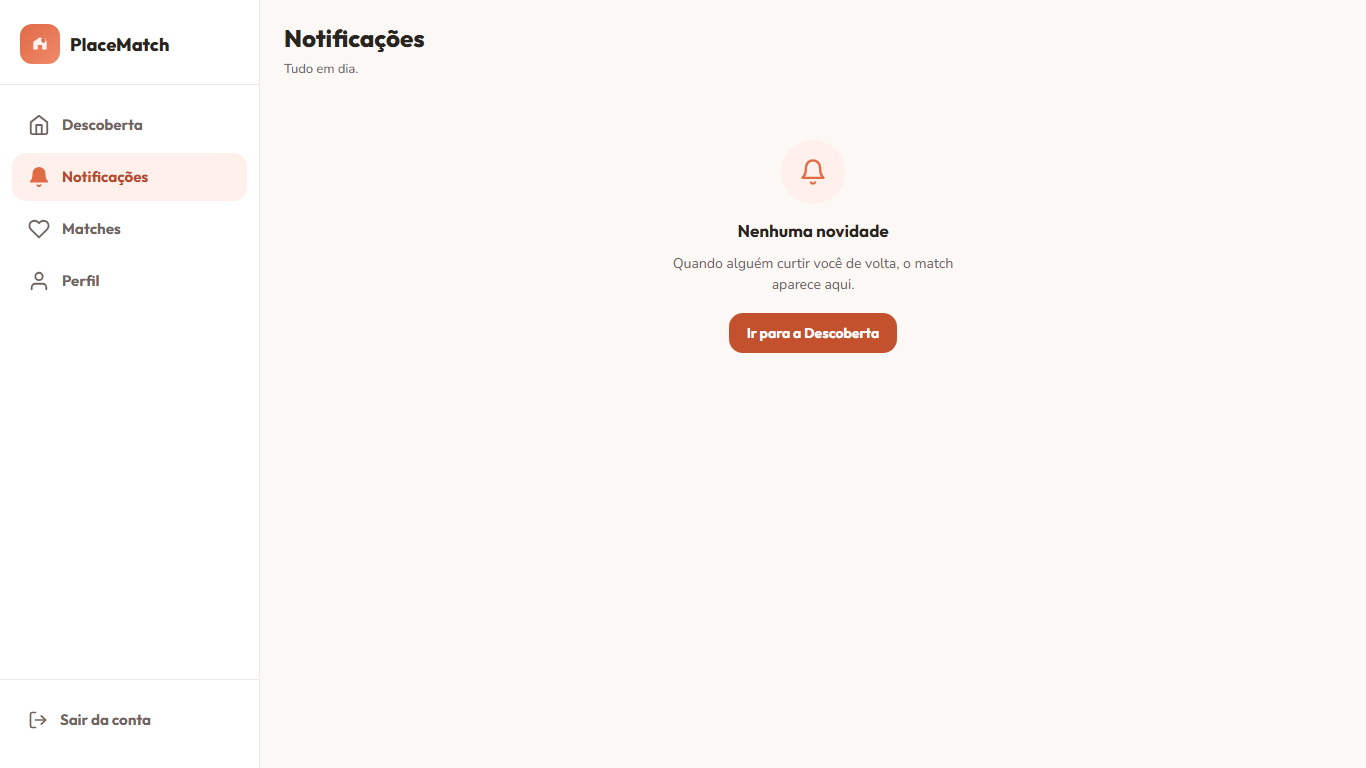 PlaceMatch
Descoberta
Notificações
Matches
Perfil
Sair da conta
Notificações
Tudo em dia.
Nenhuma novidade
Quando alguém curtir você de volta, o match
aparece aqui.
Ir para a Descoberta